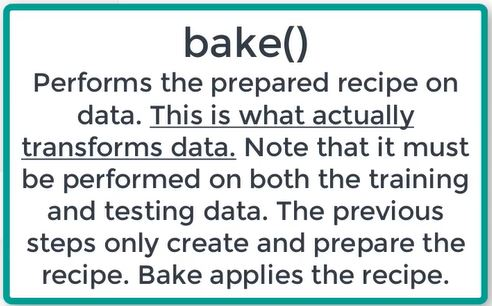 bake()
Performs the prepared recipe on
data. This is what actually
transforms data. Note that it must
be performed on both the training
and testing data. The previous
steps only create and prepare the
recipe. Bake applies the recipe.